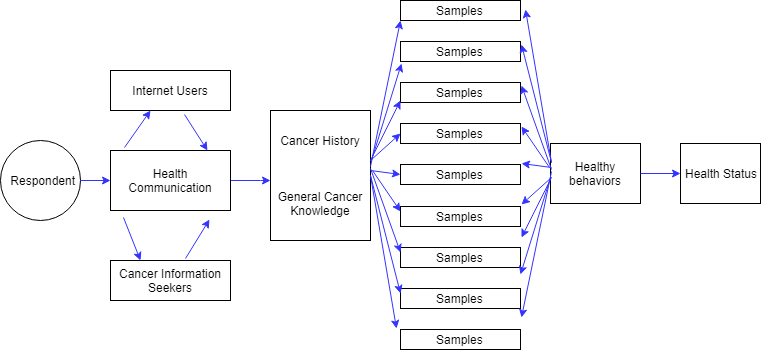 Respondent
Internet Users
Health
Communication
Cancer Information
Seekers
Cancer History
General Cancer
Knowledge
Samples
Samples
Samples
Samples
Samples
Samples
Samples
Samples
Samples
Healthy
behaviors
Health Status